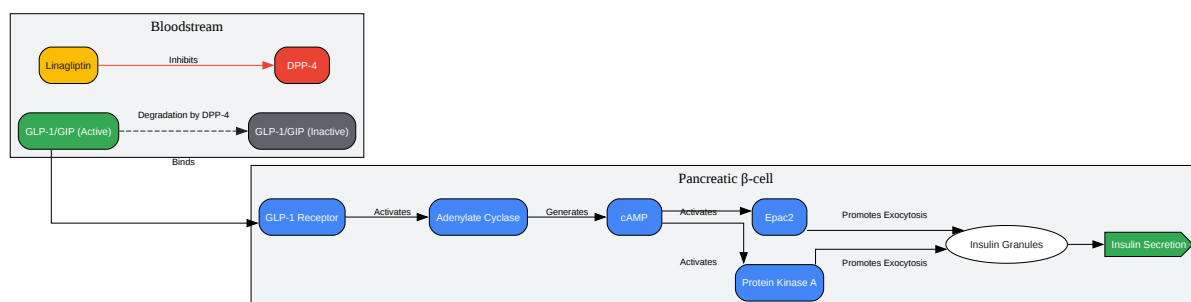 Bloodstream
Linagliptin
Inhibits
DPP-4
Degradation by DPP-4
GLP-1/GIP (Active)
GLP-1/GIP (Inactive)
Binds
Pancreatic β-cell
GLP-1 Receptor
Activates
Adenylate Cyclase
Generates
cAMP
Activates
Epac2
Promotes Exocytosis
Insulin Granules
Insulin Secretion
Activates
Protein Kinase A
Promotes Exocytosis